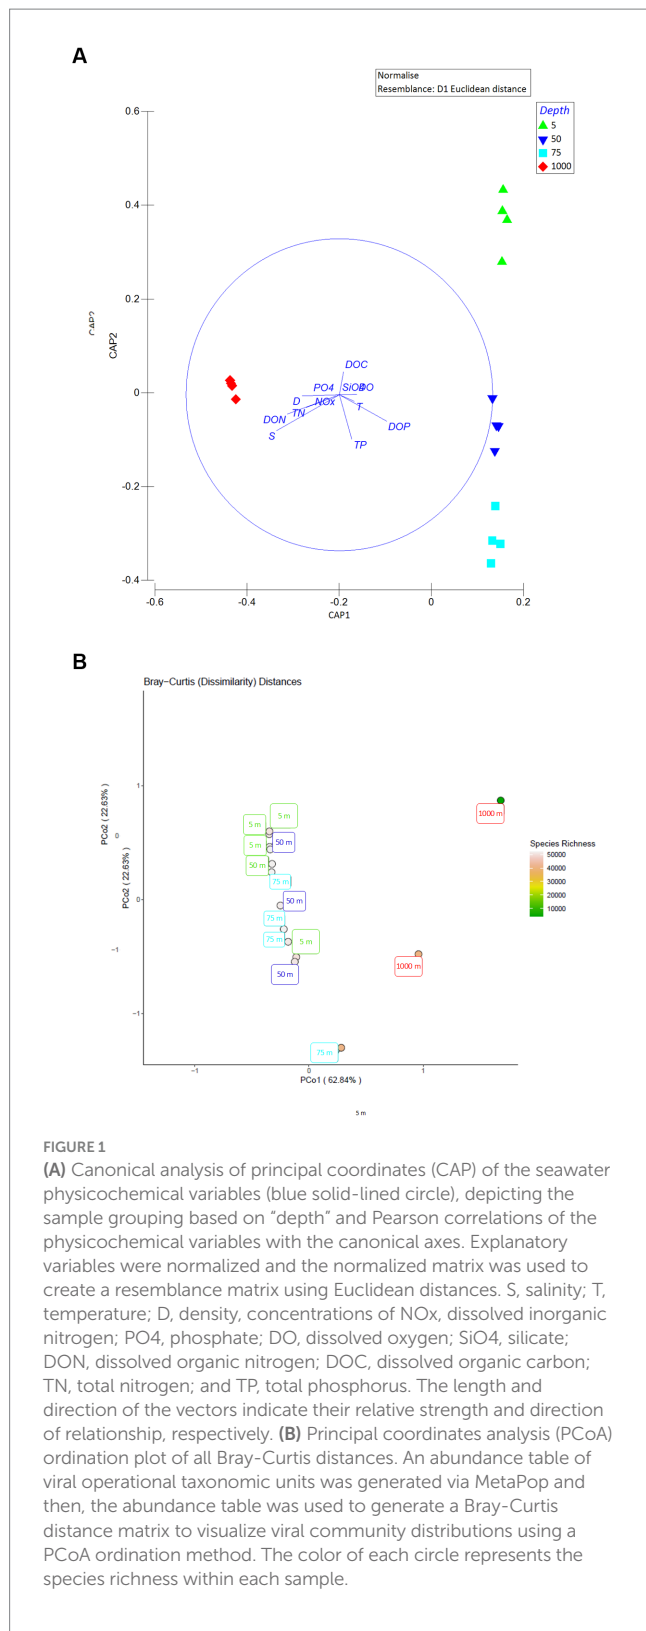 A
Normalise
Resemblance: D1 Euclidean distance
Depth
5
50
75
1000
0.6
0.4
0.2
0
-0.2
-0.4
CAP2
CAP2
DOC
PO4
SiO4
DO
D
NOx
T
DON
TN
DOP
S
TP
-0.6
-0.4
-0.2
0
0.2
CAP1
B
Bray-Curtis (Dissimilarity) Distances
PCo2 ( 22.63% )
0
-1
PCo2 ( 22.63% )
1
0
-1
5 m
5 m
5 m
50 m
50 m
75 m
50 m
75 m
75 m
5 m
50 m
75 m
1000 m
1000 m
Species Richness
50000
40000
30000
20000
10000
-1
0
1
PCo1 ( 62.84% )
5 m
FIGURE 1
(A) Canonical analysis of principal coordinates (CAP) of the seawater
physicochemical variables (blue solid-lined circle), depicting the
sample grouping based on “depth” and Pearson correlations of the
physicochemical variables with the canonical axes. Explanatory
variables were normalized and the normalized matrix was used to
create a resemblance matrix using Euclidean distances. S, salinity; T,
temperature; D, density, concentrations of NOx, dissolved inorganic
nitrogen; PO4, phosphate; DO, dissolved oxygen; SiO4, silicate;
DON, dissolved organic nitrogen; DOC, dissolved organic carbon;
TN, total nitrogen; and TP, total phosphorus. The length and
direction of the vectors indicate their relative strength and direction
of relationship, respectively. (B) Principal coordinates analysis (PCoA)
ordination plot of all Bray-Curtis distances. An abundance table of
viral operational taxonomic units was generated via MetaPop and
then, the abundance table was used to generate a Bray-Curtis
distance matrix to visualize viral community distributions using a
PCoA ordination method. The color of each circle represents the
species richness within each sample.